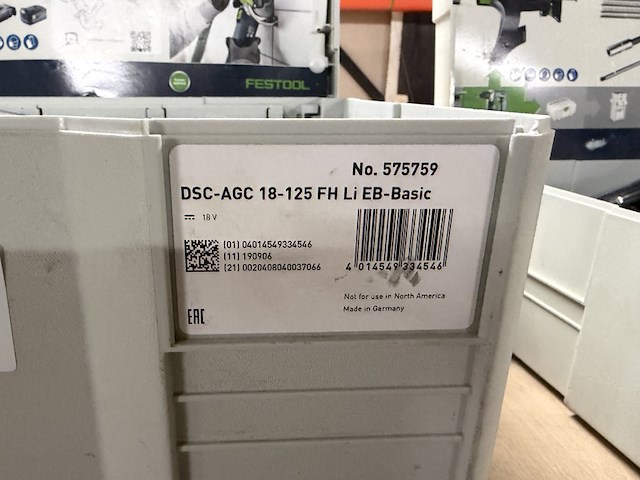 FESTOOL
No. 575759
DSC-AGC 18-125 FH Li EB-Basic
18 V
(01) 04014549334546
(11) 190906
(21) 0020408040037066
4 014549 334546
Not for use in North America
Made in Germany
EAC